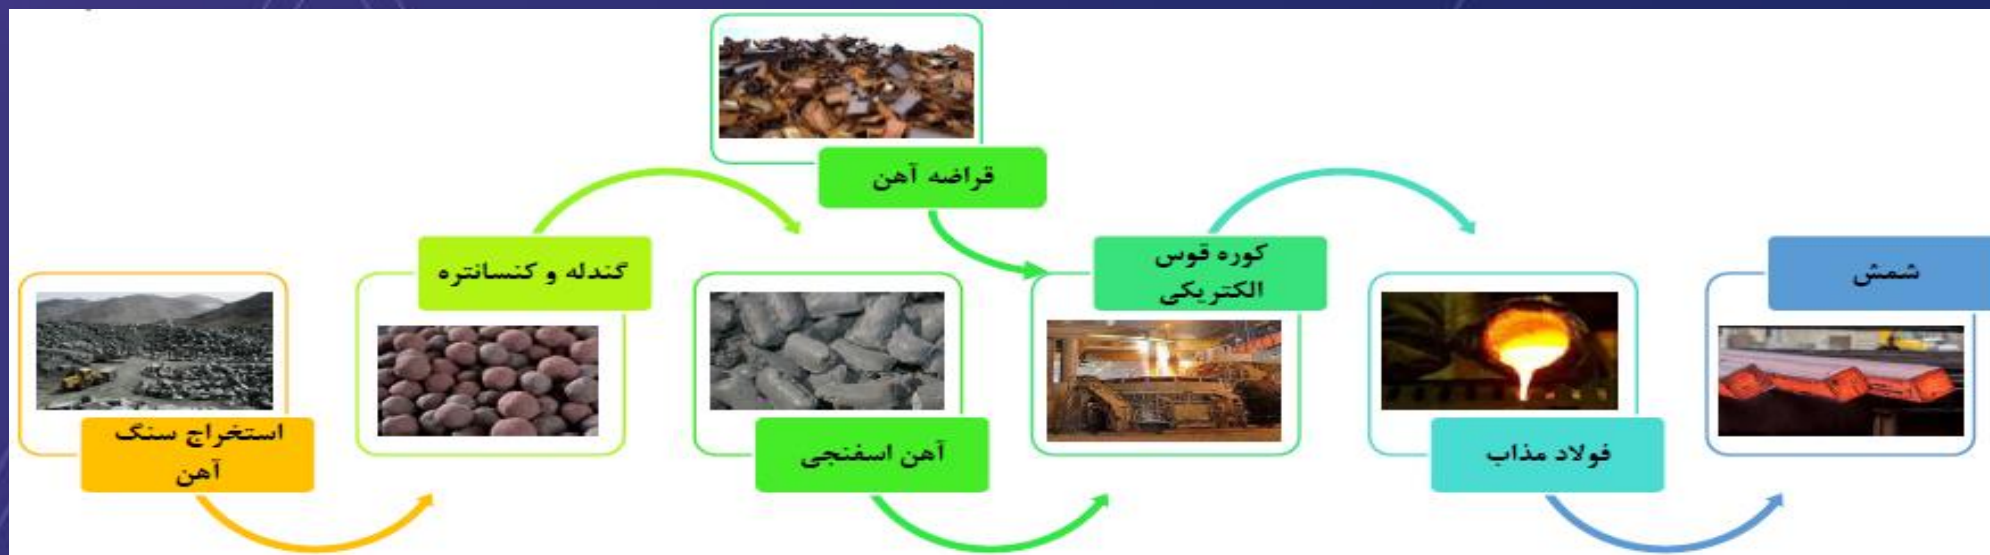 قراضه آهن
استخراج سنگ
آهن
گندله و کنسانتره
آهن اسفنجی
کوره قوس
الکتریکی
فولاد مذاب
شمش